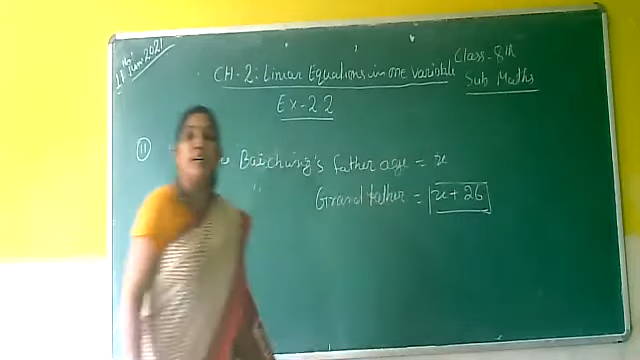 11 Jun 2021
CH-2: Linear Equations in one variable
Class-8th
Sub Maths
Ex-2.2
11
Baichung's father age = x
" Grand father = x + 26